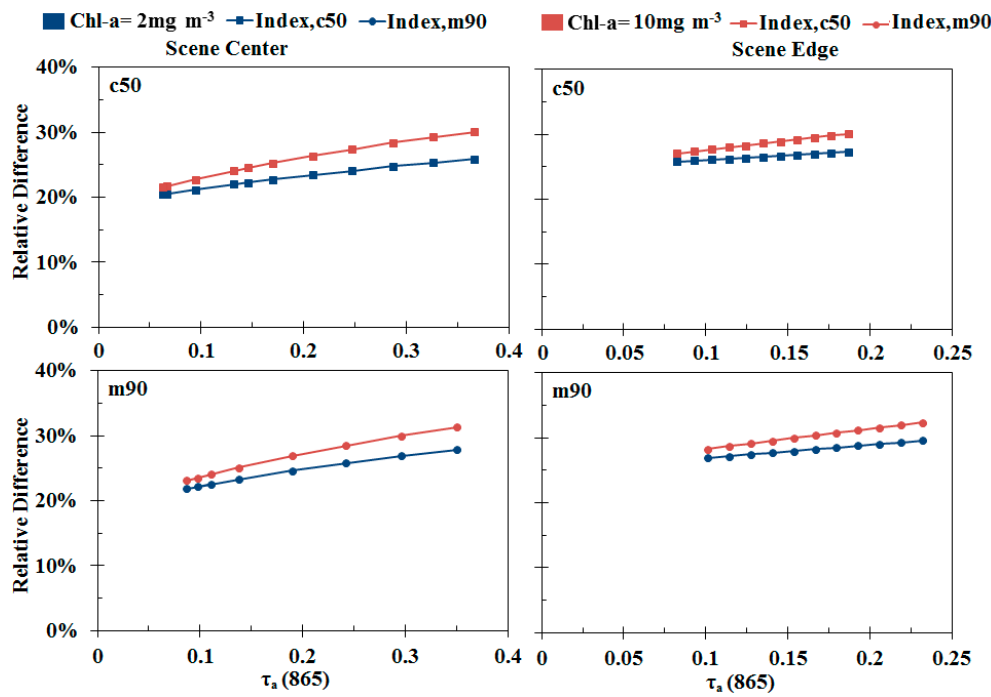 Chl-a= 2mg m-3 Index,c50 Index,m90
Chl-a= 10mg m-3 Index,c50 Index,m90
Scene Center
Scene Edge
40%
30%
20%
10%
0%
Relative Difference
c50
0 0.1 0.2 0.3 0.4
c50
0 0.05 0.1 0.15 0.2 0.25
40%
30%
20%
10%
0%
Relative Difference
m90
0 0.1 0.2 0.3 0.4
τa (865)
m90
0 0.05 0.1 0.15 0.2 0.25
τa (865)